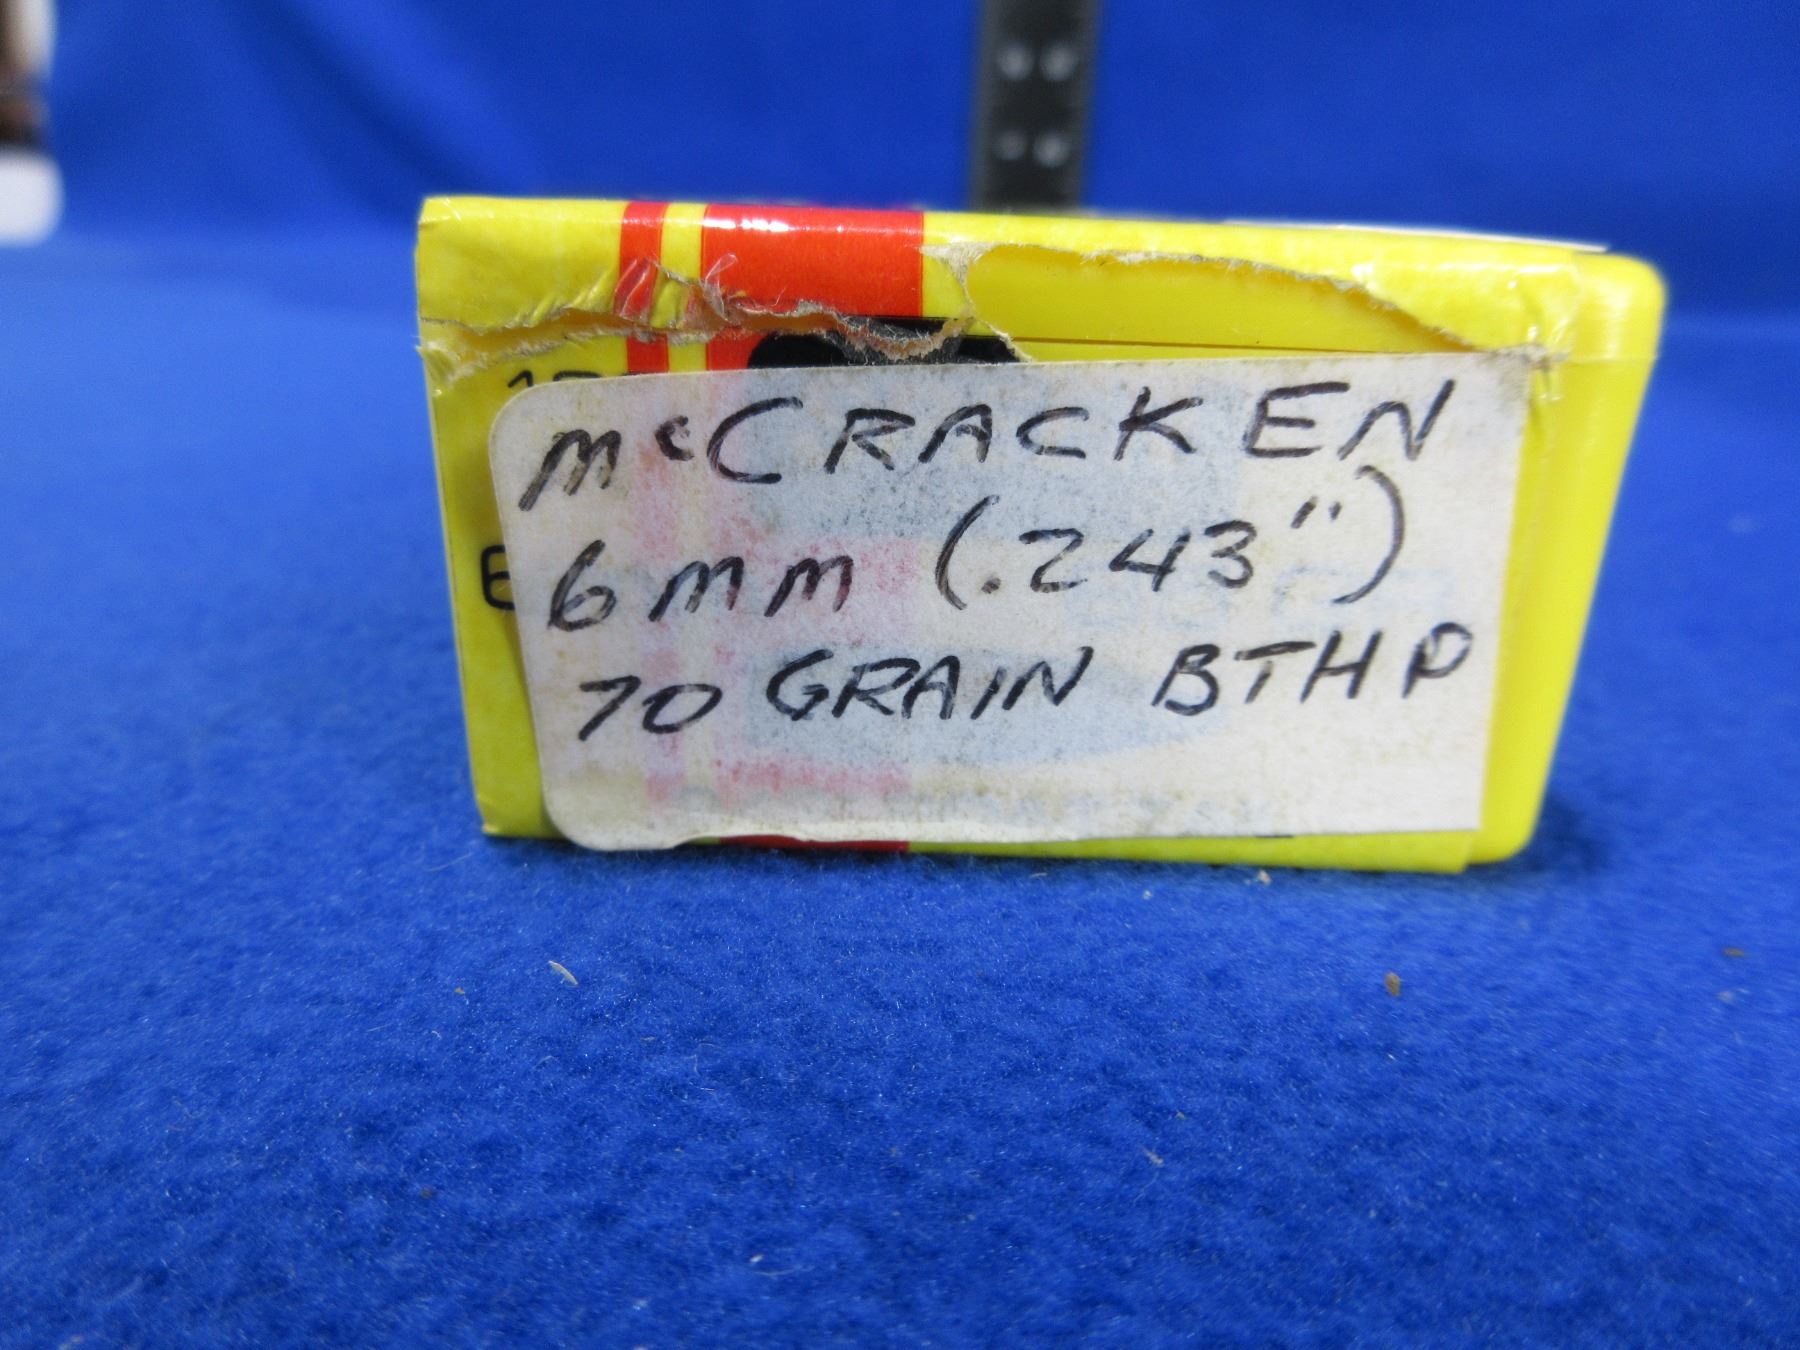 McCRACKEN
6mm (.243")
70 GRAIN BTHP